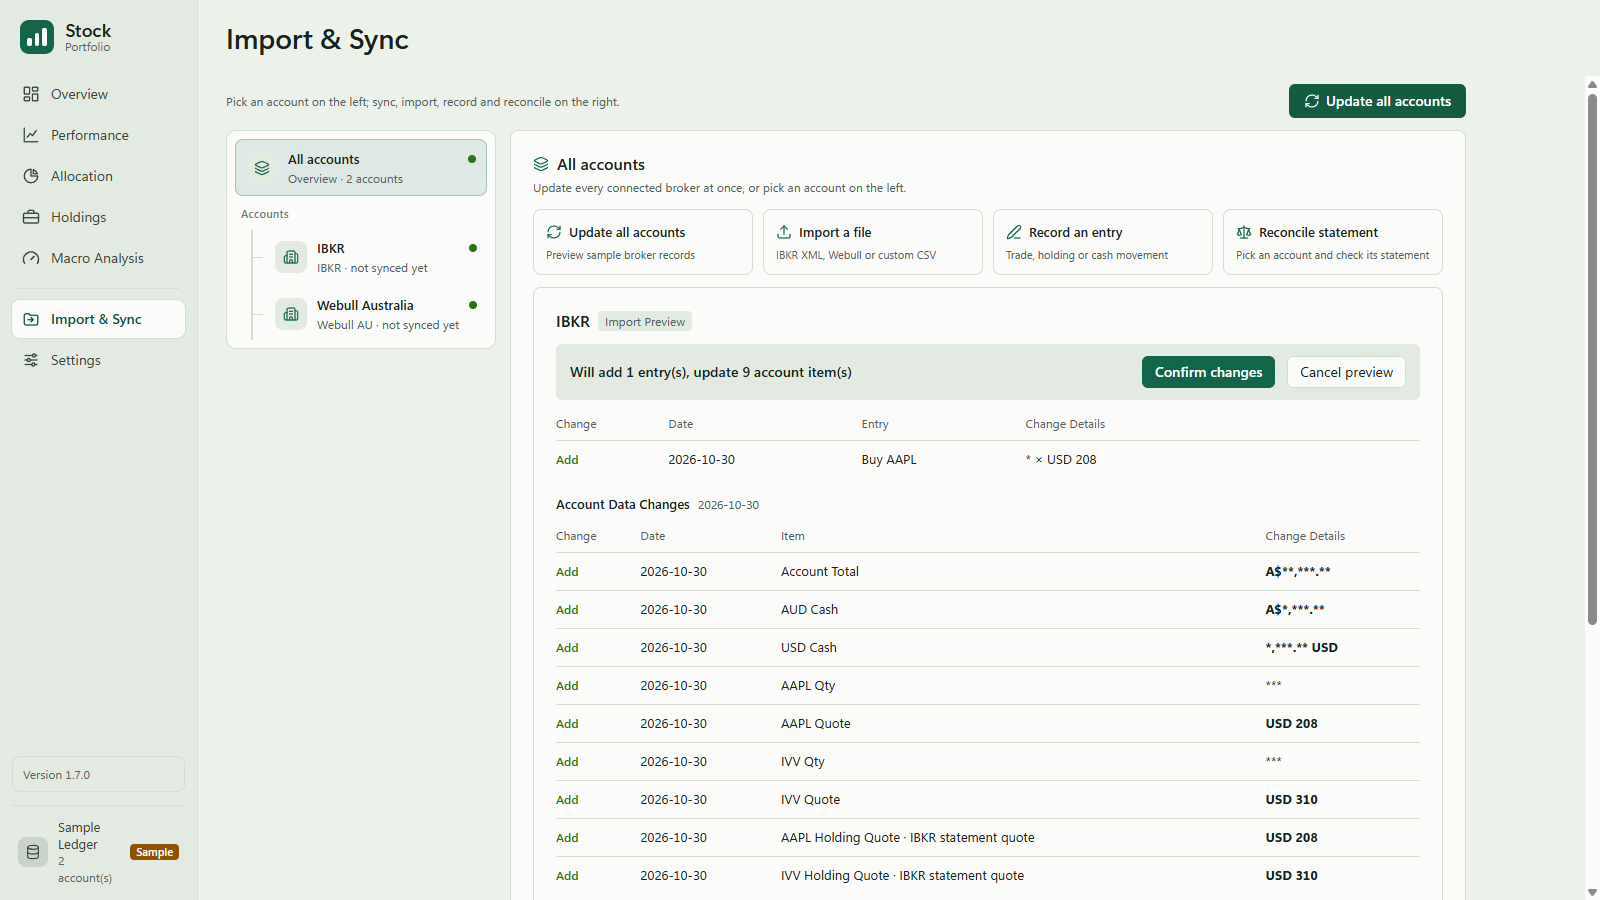 Stock
Portfolio
Overview
Performance
Allocation
Holdings
Macro Analysis
Import & Sync
Settings
Version 1.7.0
Sample
Ledger
2
account(s)
Sample
Import & Sync
Pick an account on the left; sync, import, record and reconcile on the right.
Update all accounts
All accounts
Overview · 2 accounts
Accounts
IBKR
IBKR · not synced yet
Webull Australia
Webull AU · not synced yet
All accounts
Update every connected broker at once, or pick an account on the left.
Update all accounts
Preview sample broker records
Import a file
IBKR XML, Webull or custom CSV
Record an entry
Trade, holding or cash movement
Reconcile statement
Pick an account and check its statement
IBKR Import Preview
Will add 1 entry(s), update 9 account item(s)
Confirm changes
Cancel preview
Change Date Entry Change Details
Add 2026-10-30 Buy AAPL * × USD 208
Account Data Changes 2026-10-30
Change Date Item Change Details
Add 2026-10-30 Account Total A$**,***.**
Add 2026-10-30 AUD Cash A$*,***.**
Add 2026-10-30 USD Cash *,***.** USD
Add 2026-10-30 AAPL Qty ***
Add 2026-10-30 AAPL Quote USD 208
Add 2026-10-30 IVV Qty ***
Add 2026-10-30 IVV Quote USD 310
Add 2026-10-30 AAPL Holding Quote · IBKR statement quote USD 208
Add 2026-10-30 IVV Holding Quote · IBKR statement quote USD 310